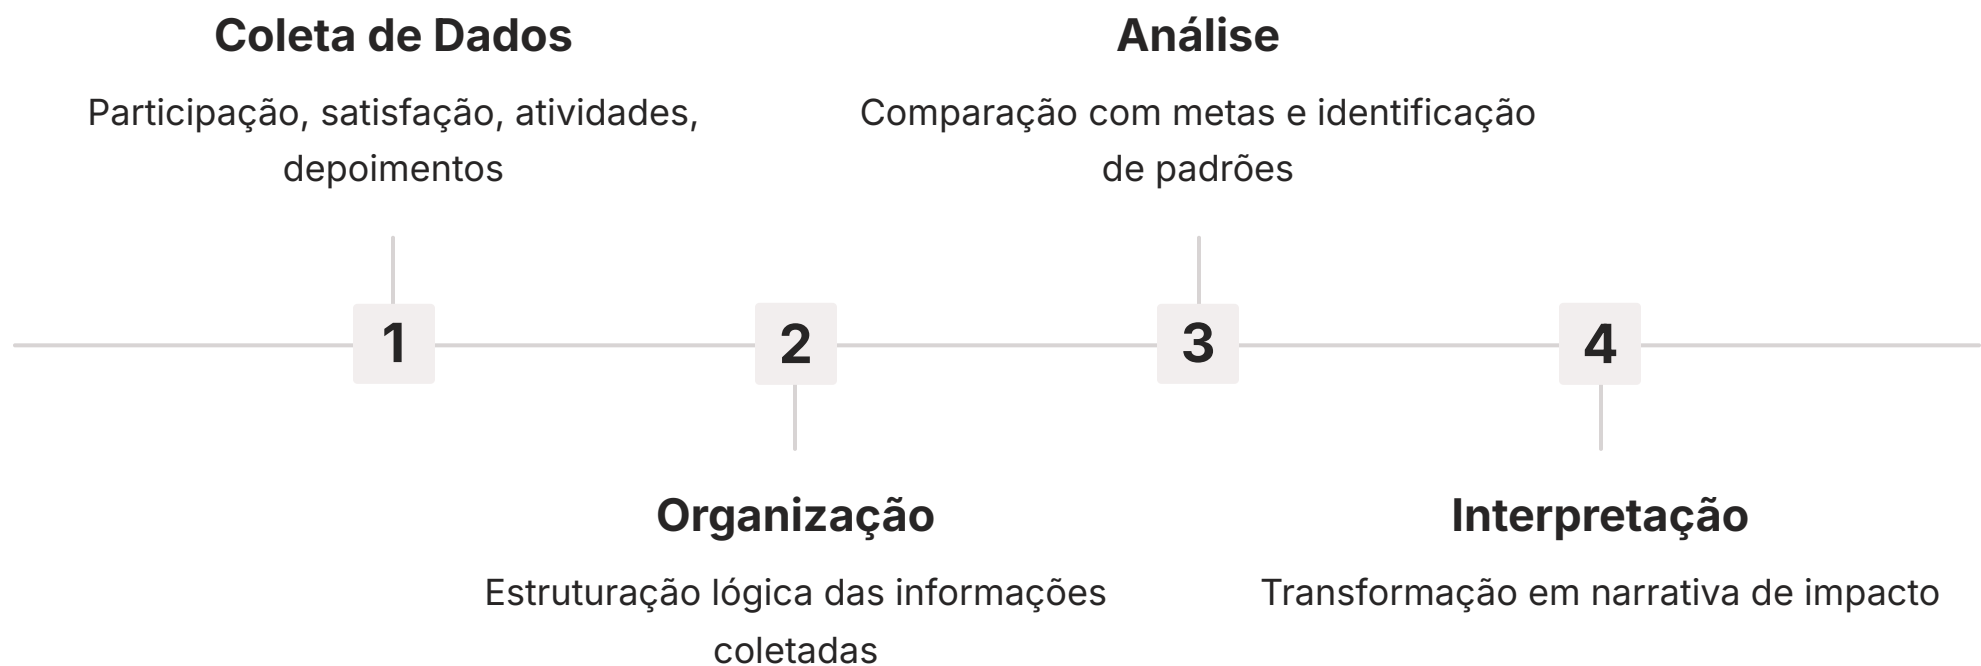 Coleta de Dados
Participação, satisfação, atividades,
depoimentos
Análise
Comparação com metas e identificação
de padrões
1
2
3
4
Organização
Estruturação lógica das informações
coletadas
Interpretação
Transformação em narrativa de impacto